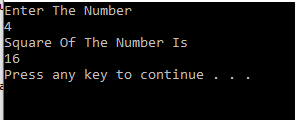 Enter The Number
4
Square Of The Number Is
16
Press any key to continue . . .